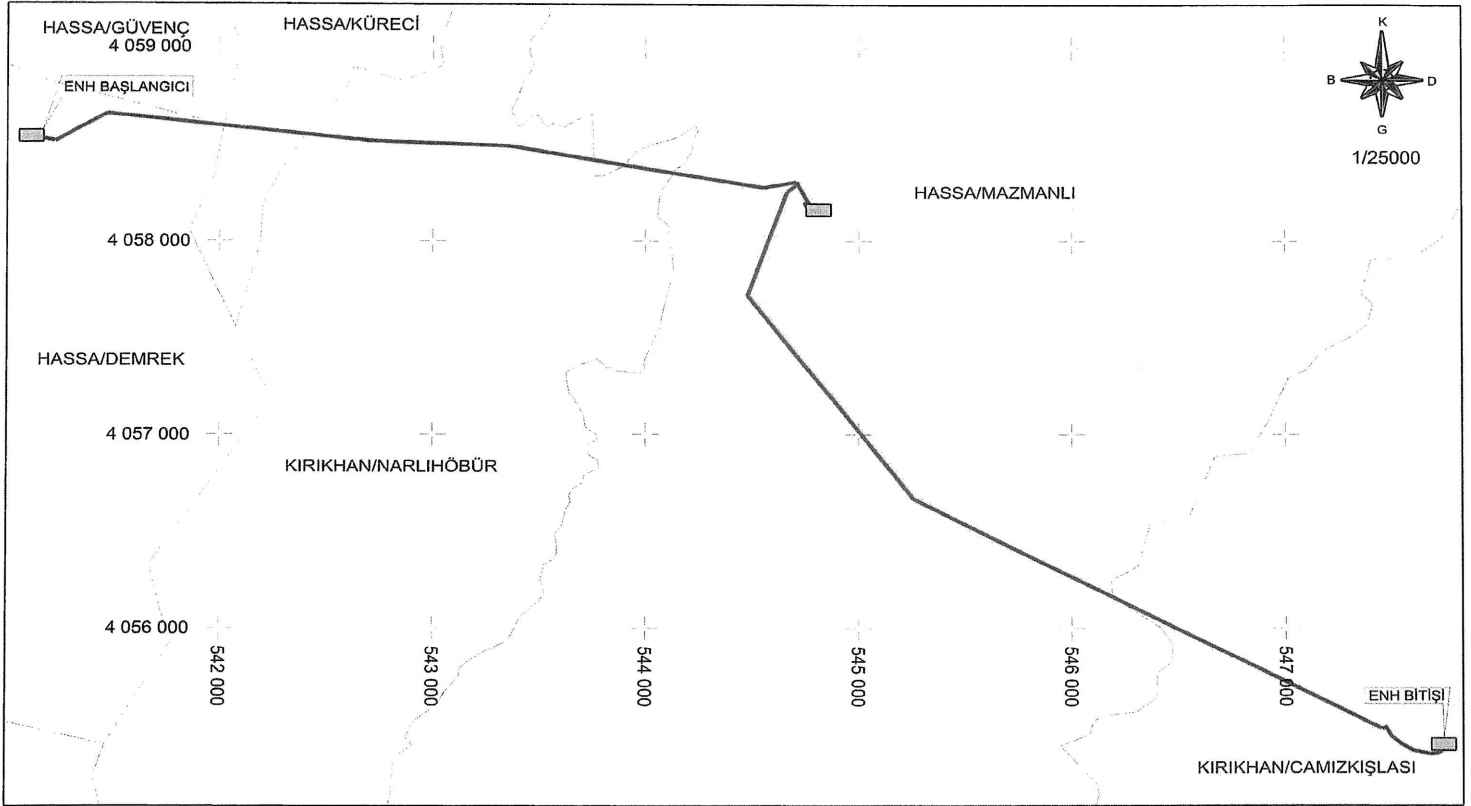 HASSA/GÜVENÇ
4 059 000
HASSA/KÜRECİ
K
B
D
G
1/25000
ENH BAŞLANGICI
HASSA/MAZMANLI
4 058 000
HASSA/DEMREK
4 057 000
KIRIKHAN/NARLIHÖBÜR
4 056 000
542 000
543 000
544 000
545 000
546 000
547 000
ENH BİTİŞİ
KIRIKHAN/CAMIZKIŞLASI